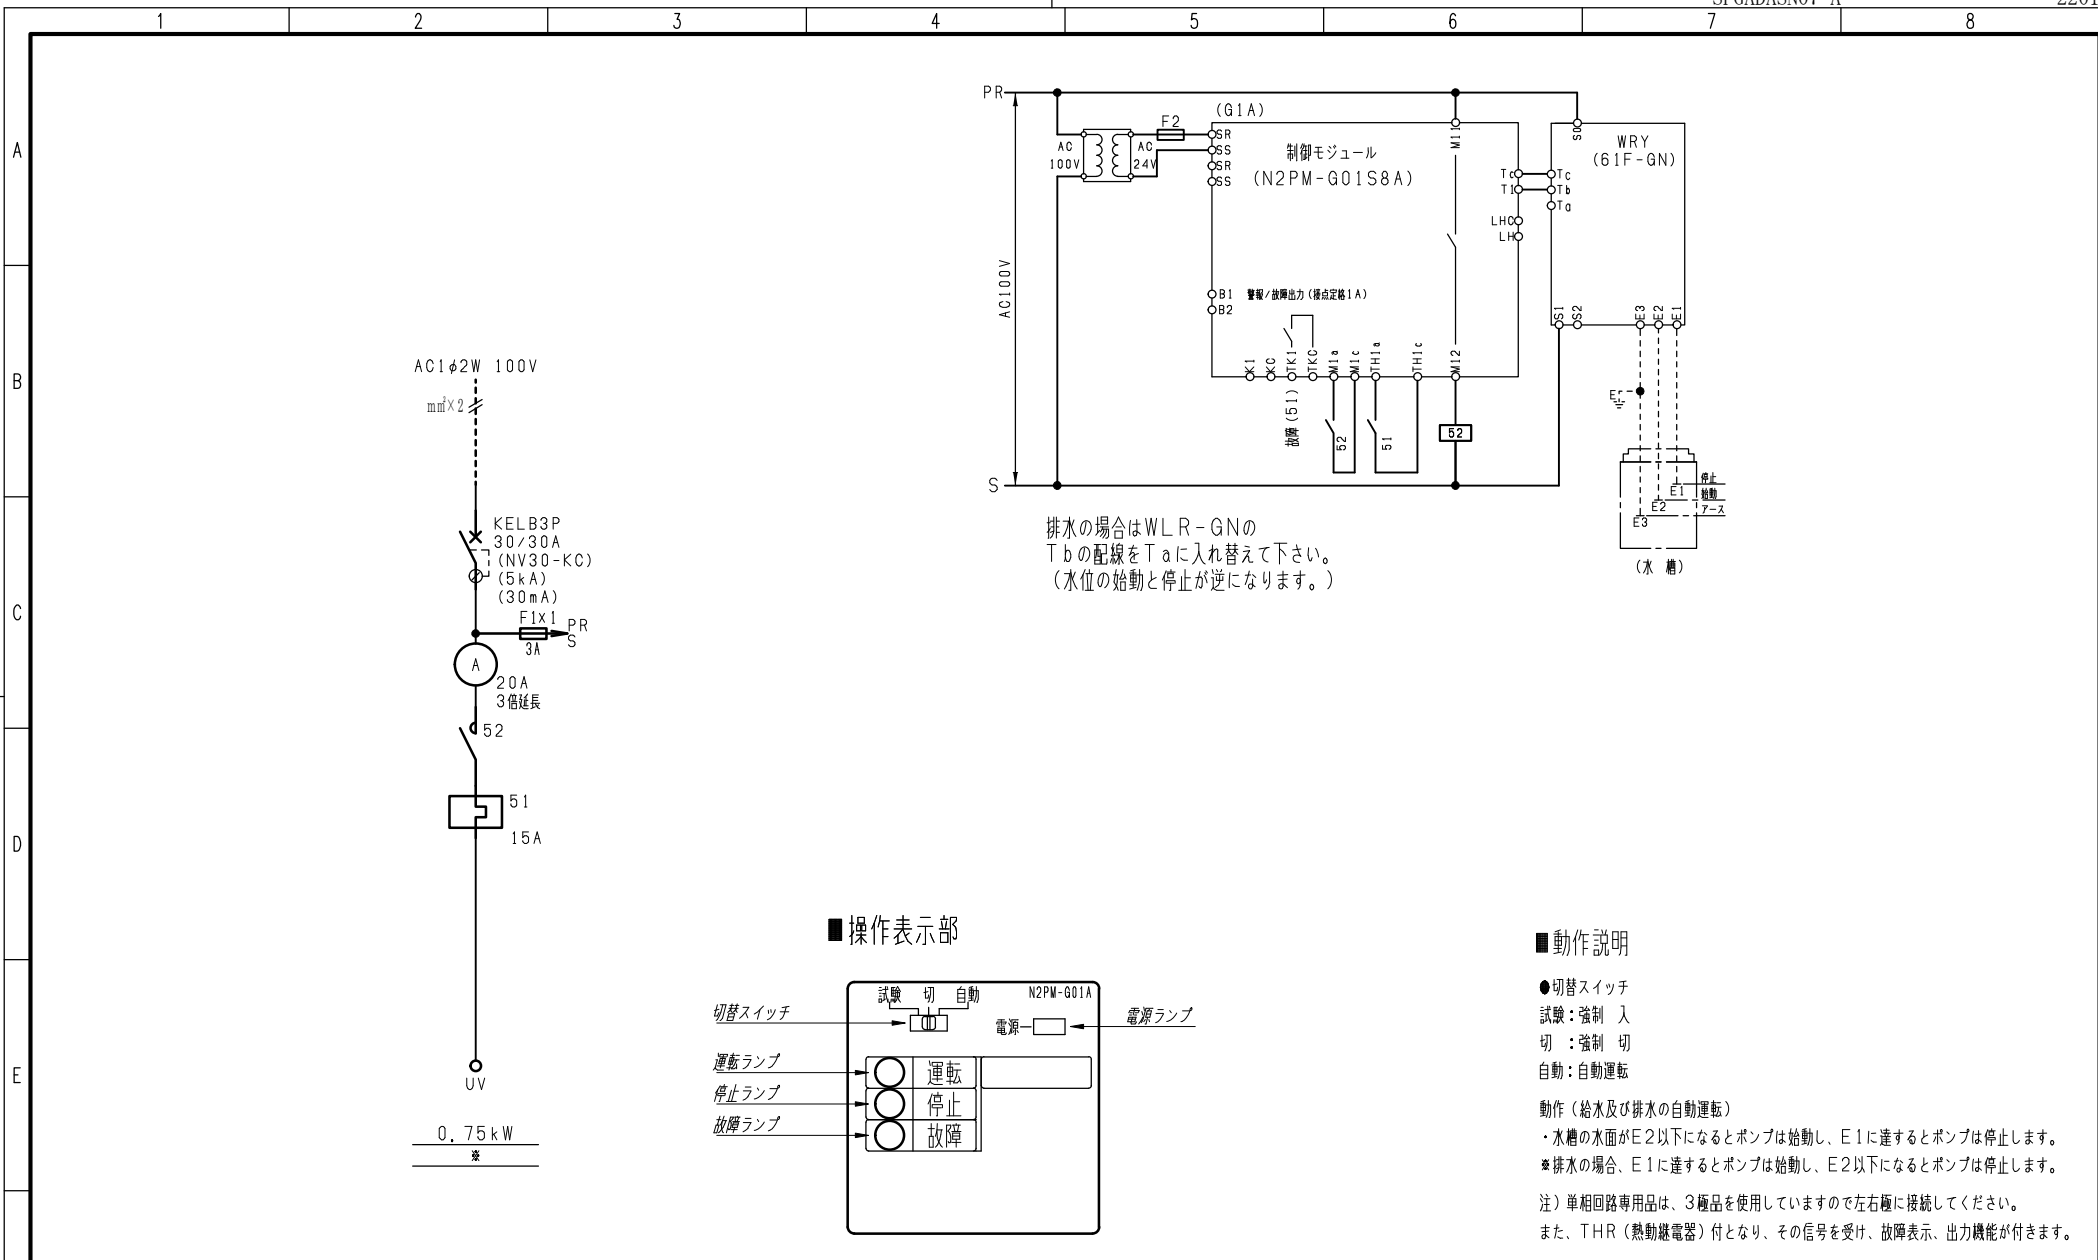 1 2 3 4 5 6 7 8
A
B
C
D
E
AC1φ2W 100V
mm²×2
KELB3P
30/30A
(NV30-KC)
(5kA)
(30mA)
F1x1
PR
S
3A
A
20A
3倍延長
52
51
15A
UV
0.75kW
※
PR
AC100V
S
AC
100V
AC
24V
F2
(G1A)
SR
SS
SR
SS
制御モジュール
(N2PM-G01S8A)
M11
Tc
T1
LHC
LH
B1
B2
警報/故障出力(接点定格1A)
K1
KC
TK1
TKC
M1a
M1c
TH1a
TH1c
M12
故障(51)
52
51
52
WRY
(61F-GN)
S0
Tc
Tb
Ta
S1
S2
E3
E2
E1
E
E1
E2
E3
停止
始動
アース
(水 槽)
排水の場合はWLR-GNの
Tbの配線をTaに入れ替えて下さい。
(水位の始動と停止が逆になります。)
■操作表示部
試験 切 自動
N2PM-G01A
切替スイッチ
電源
電源ランプ
運転ランプ
運転
停止ランプ
停止
故障ランプ
故障
■動作説明
●切替スイッチ
試験:強制 入
切 :強制 切
自動:自動運転
動作(給水及び排水の自動運転)
・水槽の水面がE2以下になるとポンプは始動し、E1に達するとポンプは停止します。
※排水の場合、E1に達するとポンプは始動し、E2以下になるとポンプは停止します。
注)単相回路専用品は、3極品を使用していますので左右極に接続してください。
また、THR(熱動継電器)付となり、その信号を受け、故障表示、出力機能が付きます。